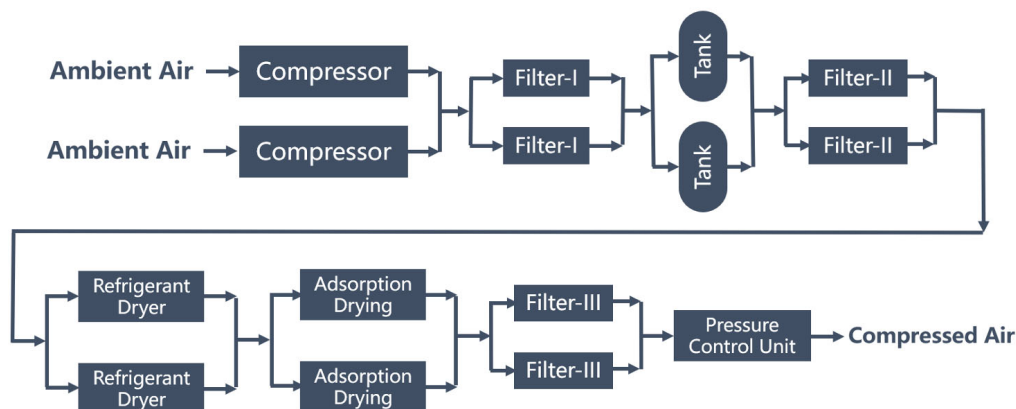 Ambient Air
Compressor
Filter-I
Tank
Filter-II
Ambient Air
Compressor
Filter-I
Tank
Filter-II
Refrigerant
Dryer
Adsorption
Drying
Filter-III
Pressure
Control Unit
Compressed Air
Refrigerant
Dryer
Adsorption
Drying
Filter-III